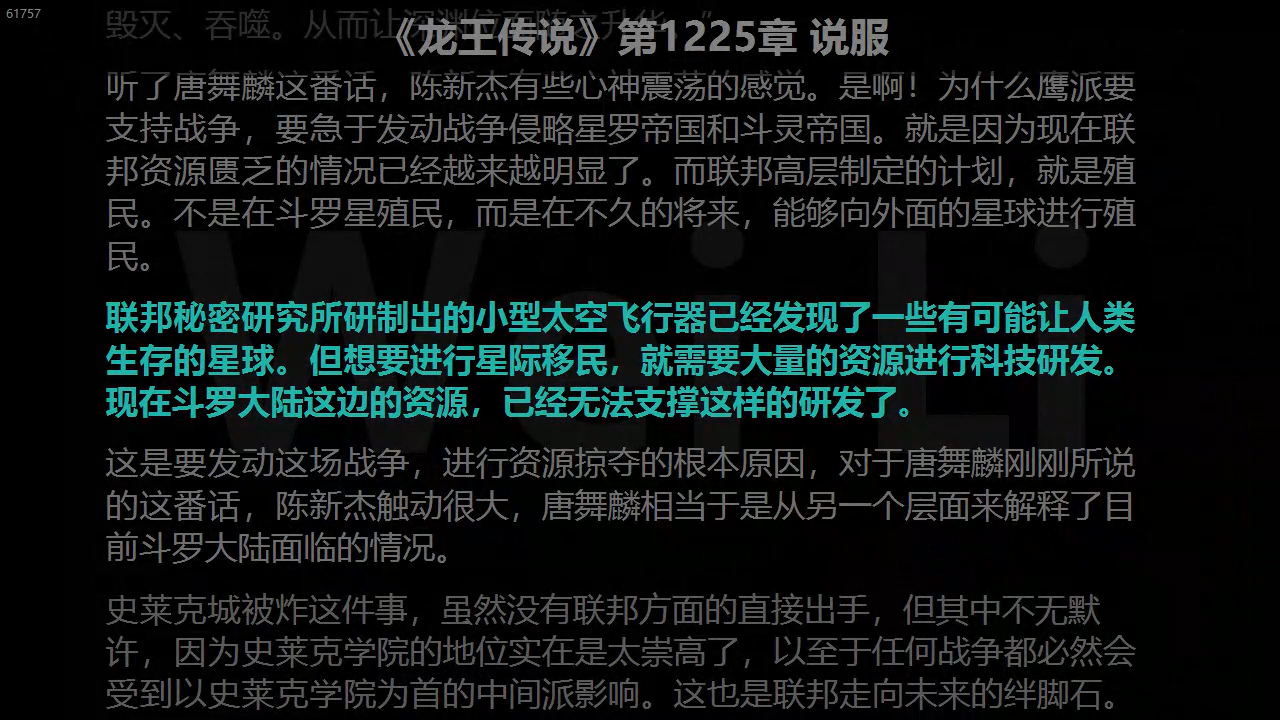 61757
毁灭、吞噬。从而让深渊位面随之升华。”
《龙王传说》第1225章 说服
听了唐舞麟这番话，陈新杰有些心神震荡的感觉。是啊！为什么鹰派要
支持战争，要急于发动战争侵略星罗帝国和斗灵帝国。就是因为现在联
邦资源匮乏的情况已经越来越明显了。而联邦高层制定的计划，就是殖
民。不是在斗罗星殖民，而是在不久的将来，能够向外面的星球进行殖
民。
联邦秘密研究所研制出的小型太空飞行器已经发现了一些有可能让人类
生存的星球。但想要进行星际移民，就需要大量的资源进行科技研发。
现在斗罗大陆这边的资源，已经无法支撑这样的研发了。
这是要发动这场战争，进行资源掠夺的根本原因，对于唐舞麟刚刚所说
的这番话，陈新杰触动很大，唐舞麟相当于是从另一个层面来解释了目
前斗罗大陆面临的情况。
史莱克城被炸这件事，虽然没有联邦方面的直接出手，但其中不无默
许，因为史莱克学院的地位实在是太崇高了，以至于任何战争都必然会
受到以史莱克学院为首的中间派影响。这也是联邦走向未来的绊脚石。
Wei Li